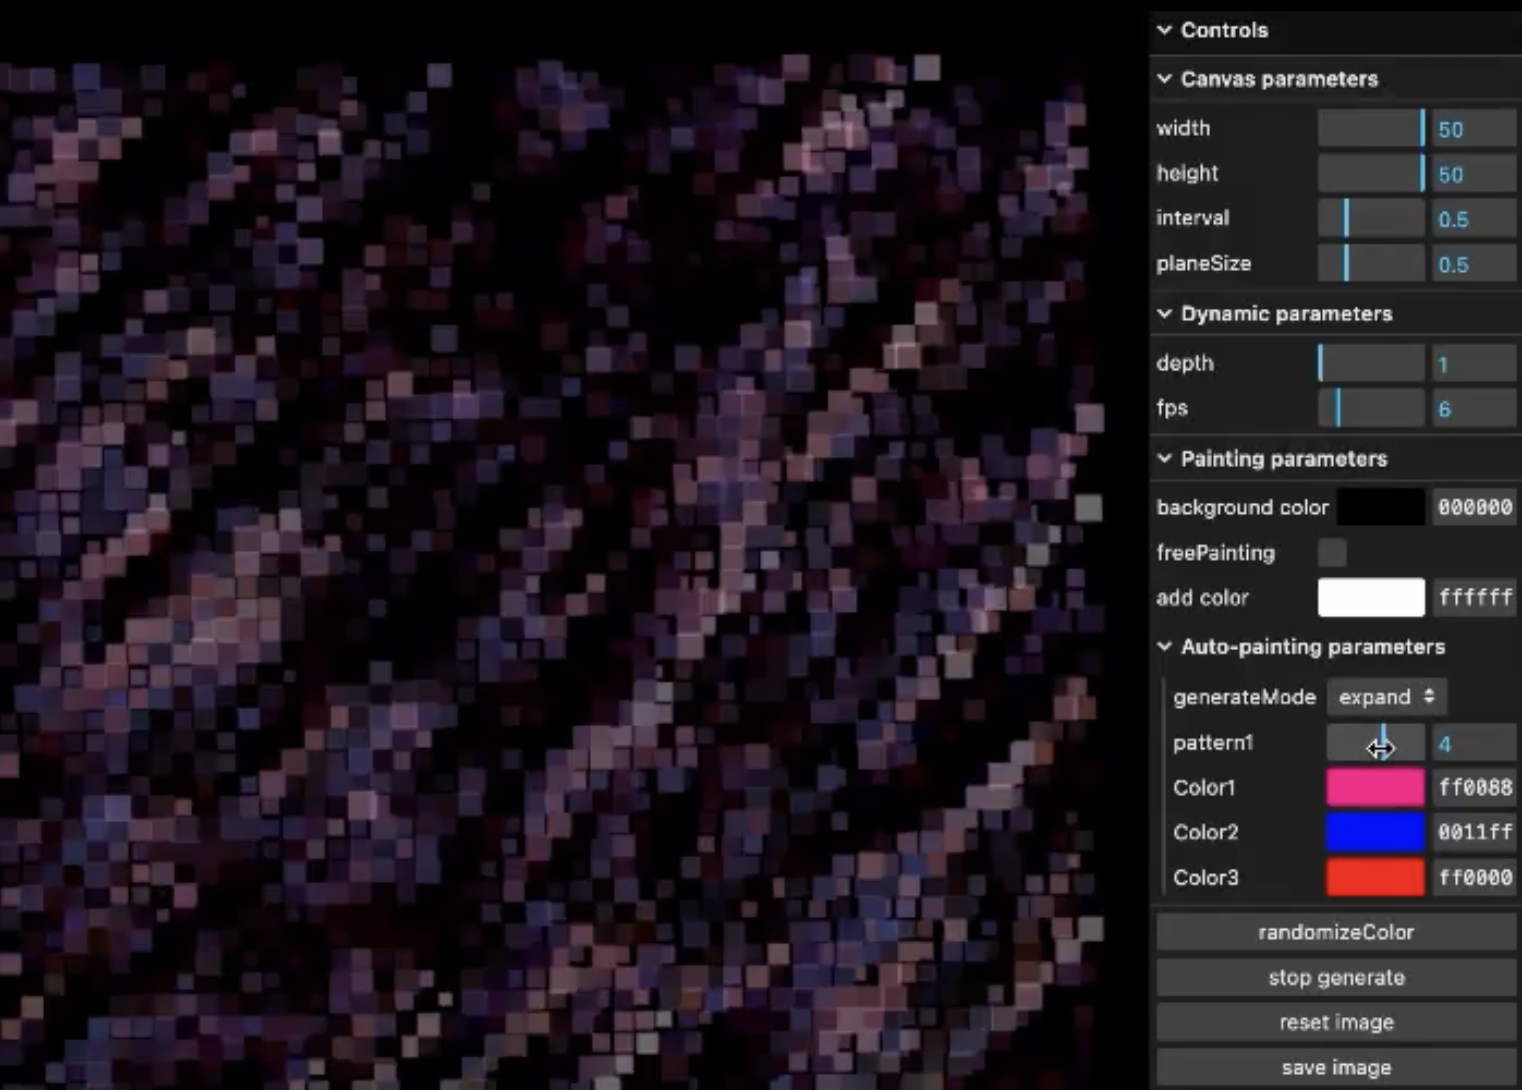 Controls
Canvas parameters
width 50
height 50
interval 0.5
planeSize 0.5
Dynamic parameters
depth 1
fps 6
Painting parameters
background color 000000
freePainting
add color ffffff
Auto-painting parameters
generateMode expand
pattern1 4
Color1 ff0088
Color2 0011ff
Color3 ff0000
randomizeColor
stop generate
reset image
save image